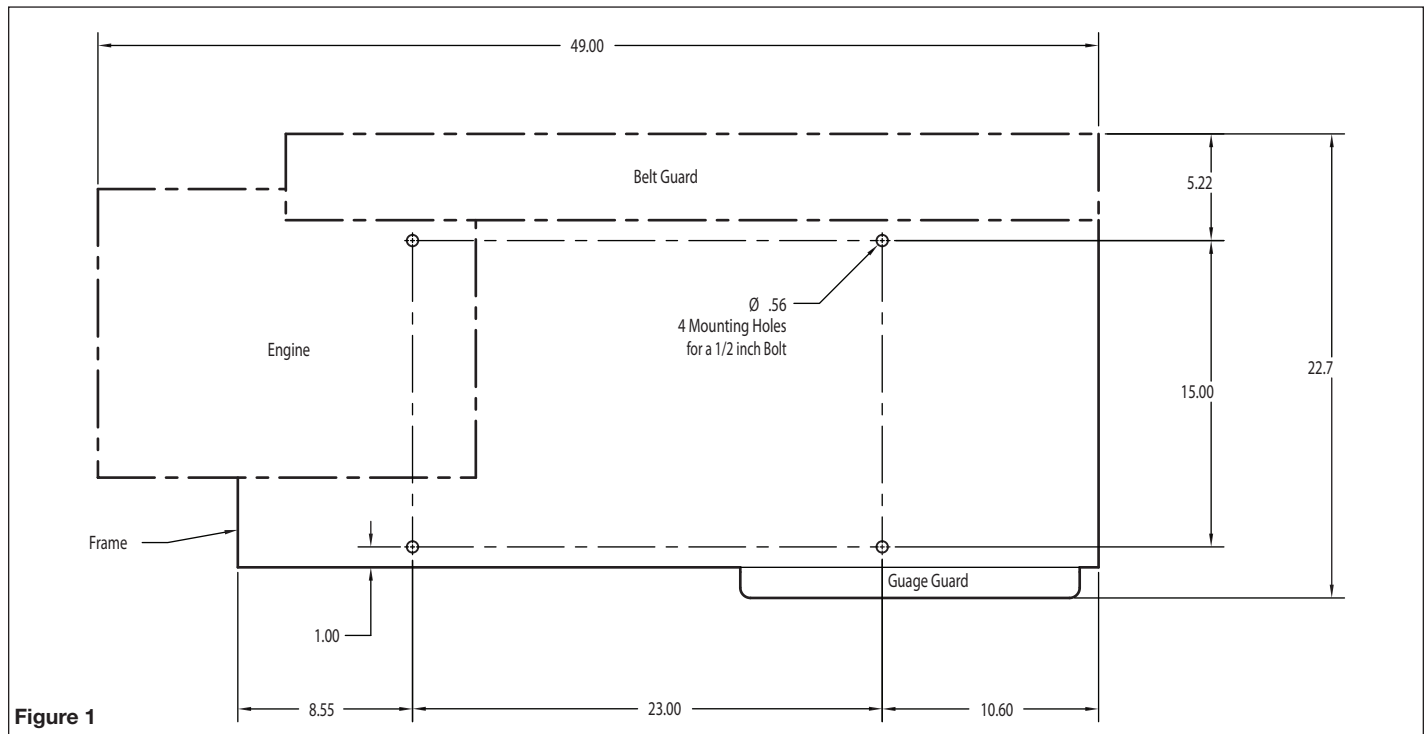 49.00
Belt Guard
5.22
Ø .56
4 Mounting Holes
for a 1/2 inch Bolt
Engine
22.7
15.00
Frame
Guage Guard
1.00
8.55
23.00
10.60
Figure 1